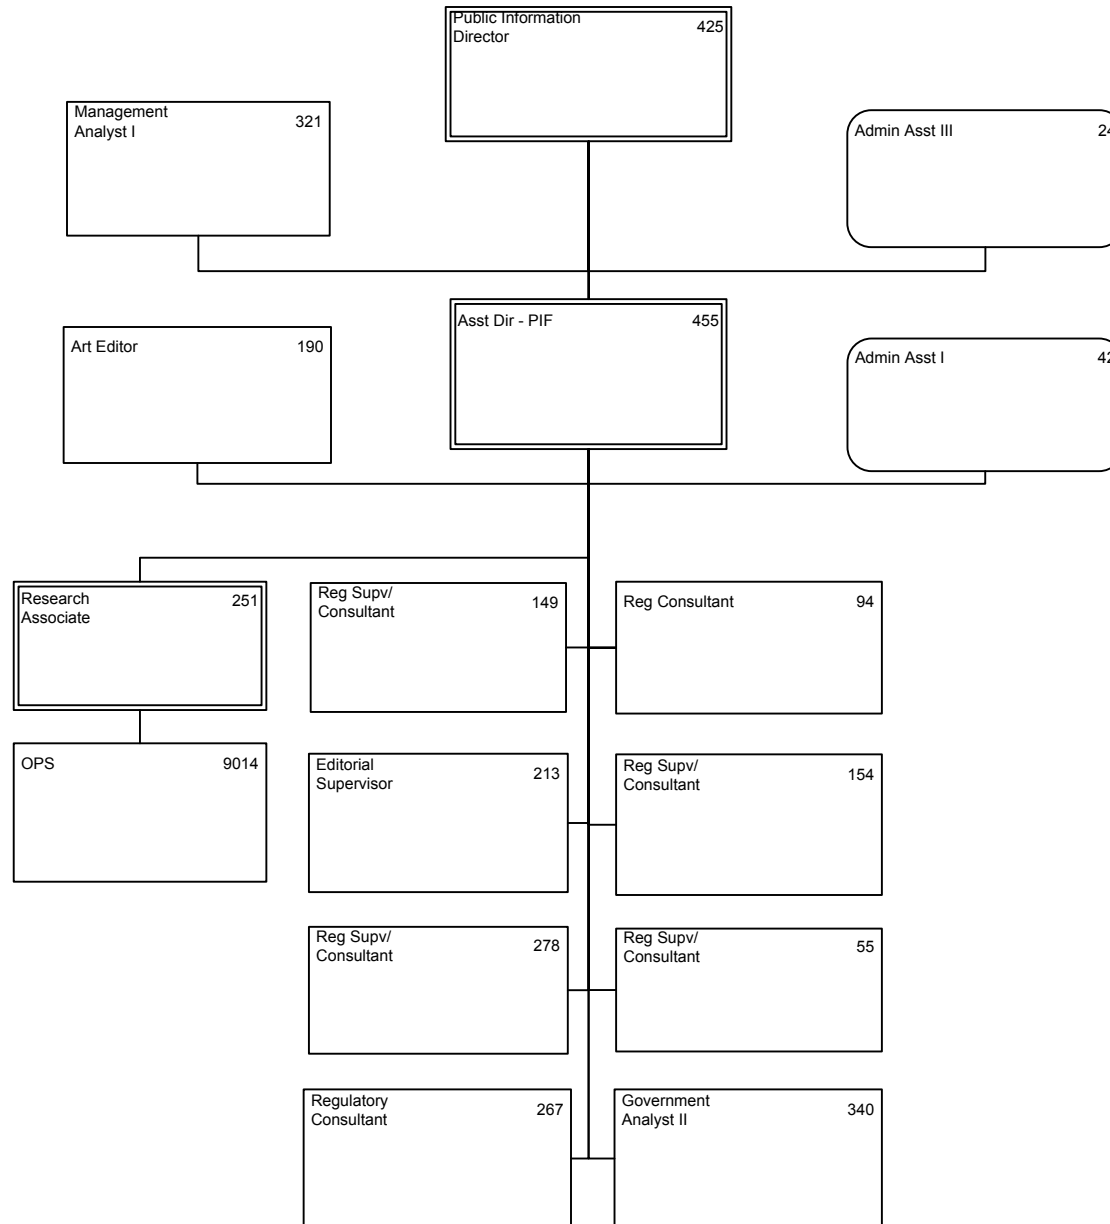 Public Information
Director
425
Management
Analyst I
321
Admin Asst III
Asst Dir - PIF
455
Art Editor
190
Admin Asst I
Research
Associate
251
Reg Supv/
Consultant
149
Reg Consultant
94
OPS
9014
Editorial
Supervisor
213
Reg Supv/
Consultant
154
Reg Supv/
Consultant
278
Reg Supv/
Consultant
55
Regulatory
Consultant
267
Government
Analyst II
340